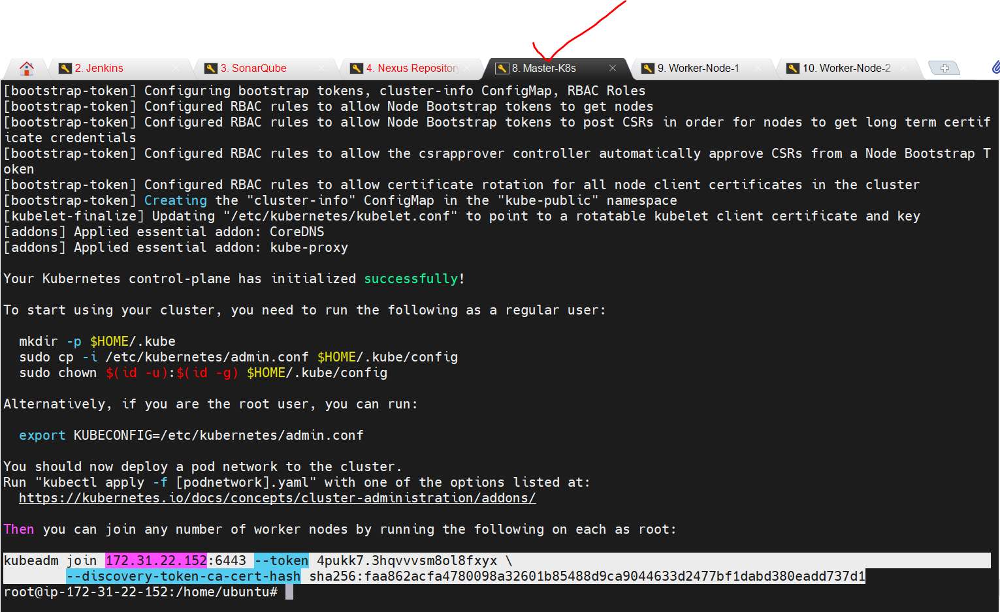 2. Jenkins
3. SonarQube
4. Nexus Repository
8. Master-K8s
9. Worker-Node-1
10. Worker-Node-2
[bootstrap-token] Configuring bootstrap tokens, cluster-info ConfigMap, RBAC Roles
[bootstrap-token] Configured RBAC rules to allow Node Bootstrap tokens to get nodes
[bootstrap-token] Configured RBAC rules to allow Node Bootstrap tokens to post CSRs in order for nodes to get long term certif
icate credentials
[bootstrap-token] Configured RBAC rules to allow the csrapprover controller automatically approve CSRs from a Node Bootstrap T
oken
[bootstrap-token] Configured RBAC rules to allow certificate rotation for all node client certificates in the cluster
[bootstrap-token] Creating the "cluster-info" ConfigMap in the "kube-public" namespace
[kubelet-finalize] Updating "/etc/kubernetes/kubelet.conf" to point to a rotatable kubelet client certificate and key
[addons] Applied essential addon: CoreDNS
[addons] Applied essential addon: kube-proxy
Your Kubernetes control-plane has initialized successfully!
To start using your cluster, you need to run the following as a regular user:
mkdir -p $HOME/.kube
sudo cp -i /etc/kubernetes/admin.conf $HOME/.kube/config
sudo chown $(id -u):$(id -g) $HOME/.kube/config
Alternatively, if you are the root user, you can run:
export KUBECONFIG=/etc/kubernetes/admin.conf
You should now deploy a pod network to the cluster.
Run "kubectl apply -f [podnetwork].yaml" with one of the options listed at:
https://kubernetes.io/docs/concepts/cluster-administration/addons/
Then you can join any number of worker nodes by running the following on each as root:
kubeadm join 172.31.22.152:6443 --token 4pukk7.3hqvvvsm8ol8fxyx \
--discovery-token-ca-cert-hash sha256:faa862acfa4780098a32601b85488d9ca9044633d2477bf1dabd380eadd737d1
root@ip-172-31-22-152:/home/ubuntu#